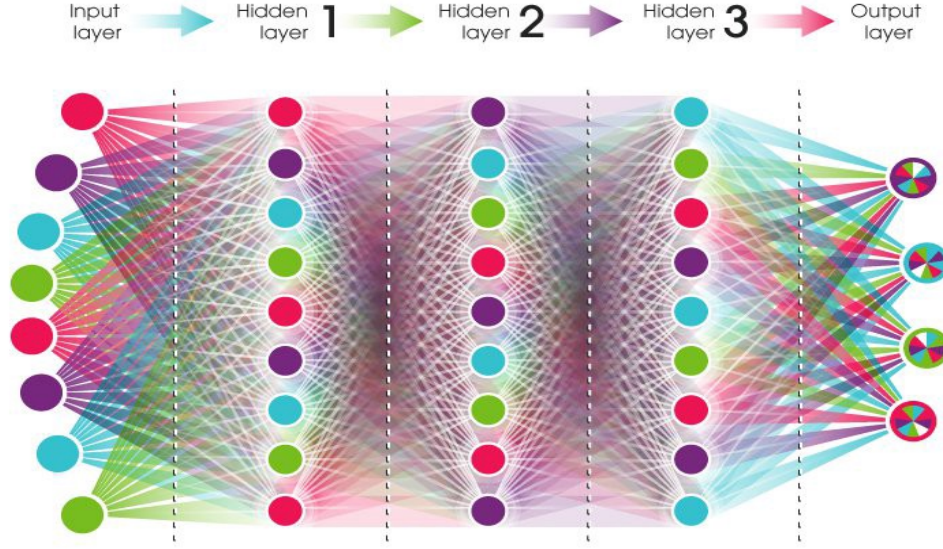 Input layer
Hidden layer 1
Hidden layer 2
Hidden layer 3
Output layer